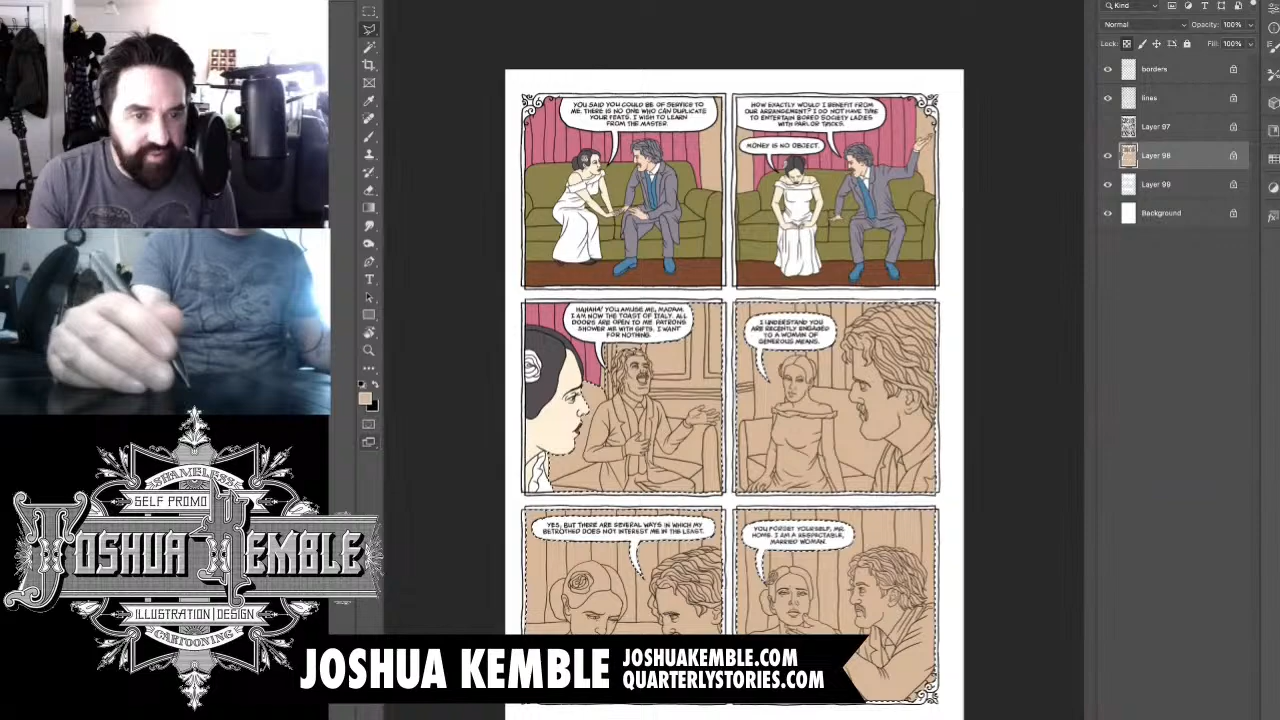 Kind
Normal
Opacity: 100%
Lock:
Fill: 100%
borders
lines
Layer 97
Layer 98
Layer 99
Background
YOU SAID YOU COULD BE OF SERVICE TO
ME. THERE IS NO ONE WHO CAN DUPLICATE
YOUR FEATS. I WISH TO LEARN
FROM THE MASTER.
HOW EXACTLY WOULD I BENEFIT FROM
OUR ARRANGEMENT? I DO NOT HAVE TIME
TO ENTERTAIN BORED SOCIETY LADIES
WITH PARLOR TRICKS.
MONEY IS NO OBJECT.
HAHAHA! YOU AMUSE ME, MADAM.
I AM NOW THE TOAST OF ITALY. ALL
DOORS ARE OPEN TO ME. PATRONS
SHOWER ME WITH GIFTS. I WANT
FOR NOTHING.
I UNDERSTAND YOU
ARE RECENTLY ENGAGED
TO A WOMAN OF
GENEROUS MEANS.
YES, BUT THERE ARE SEVERAL WAYS IN WHICH MY
BETROTHED DOES NOT INTEREST ME IN THE LEAST.
YOU FORGET YOURSELF, MR.
HOME. I AM A RESPECTABLE,
MARRIED WOMAN.
SHAMELESS
SELF PROMO
JOSHUA KEMBLE
ILLUSTRATION|DESIGN
CARTOONING
JOSHUA KEMBLE
JOSHUAKEMBLE.COM
QUARTERLYSTORIES.COM